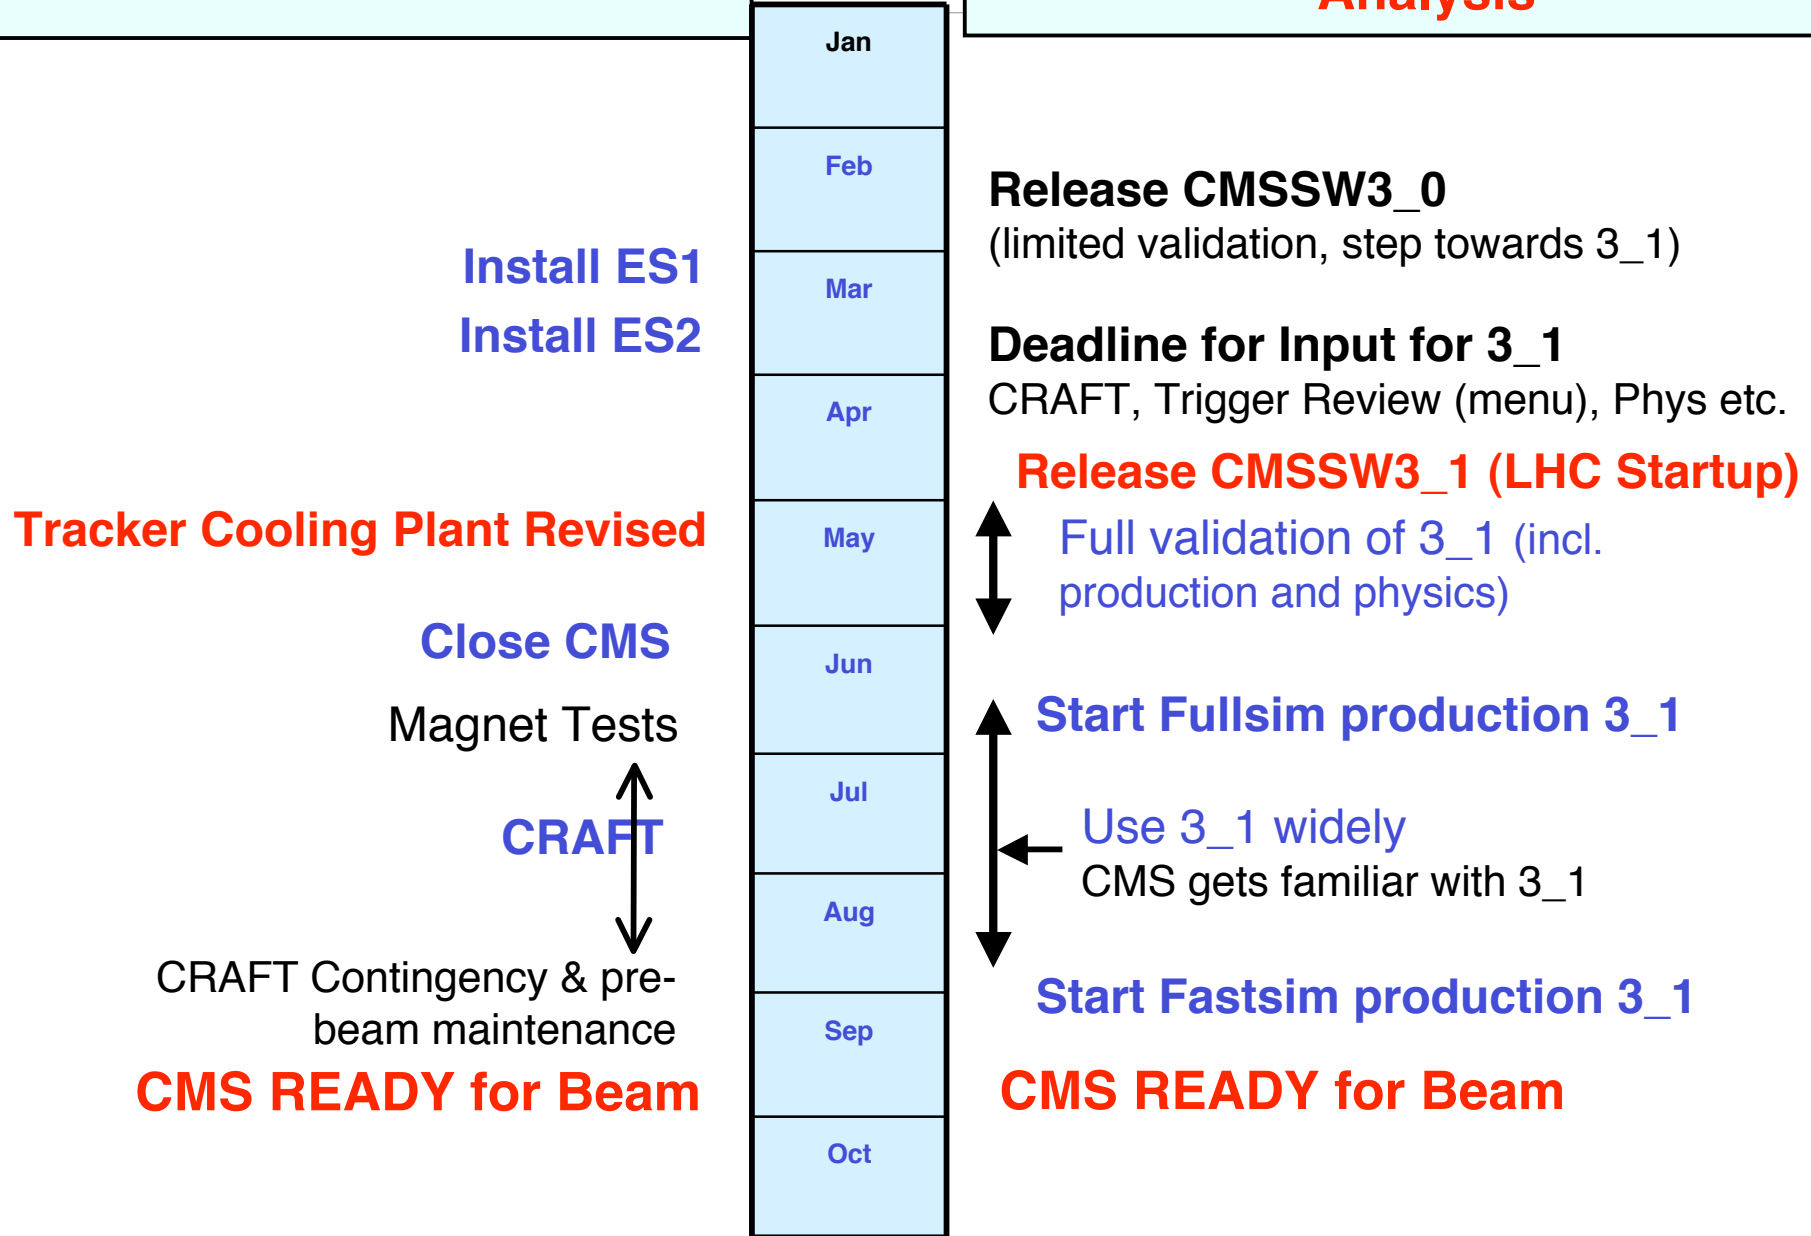 Analysis
Jan
Feb
Mar
Apr
May
Jun
Jul
Aug
Sep
Oct
Install ES1
Install ES2
Tracker Cooling Plant Revised
Close CMS
Magnet Tests
CRAFT
CRAFT Contingency & pre-
beam maintenance
CMS READY for Beam
Release CMSSW3_0
(limited validation, step towards 3_1)
Deadline for Input for 3_1
CRAFT, Trigger Review (menu), Phys etc.
Release CMSSW3_1 (LHC Startup)
Full validation of 3_1 (incl.
production and physics)
Start Fullsim production 3_1
Use 3_1 widely
CMS gets familiar with 3_1
Start Fastsim production 3_1
CMS READY for Beam